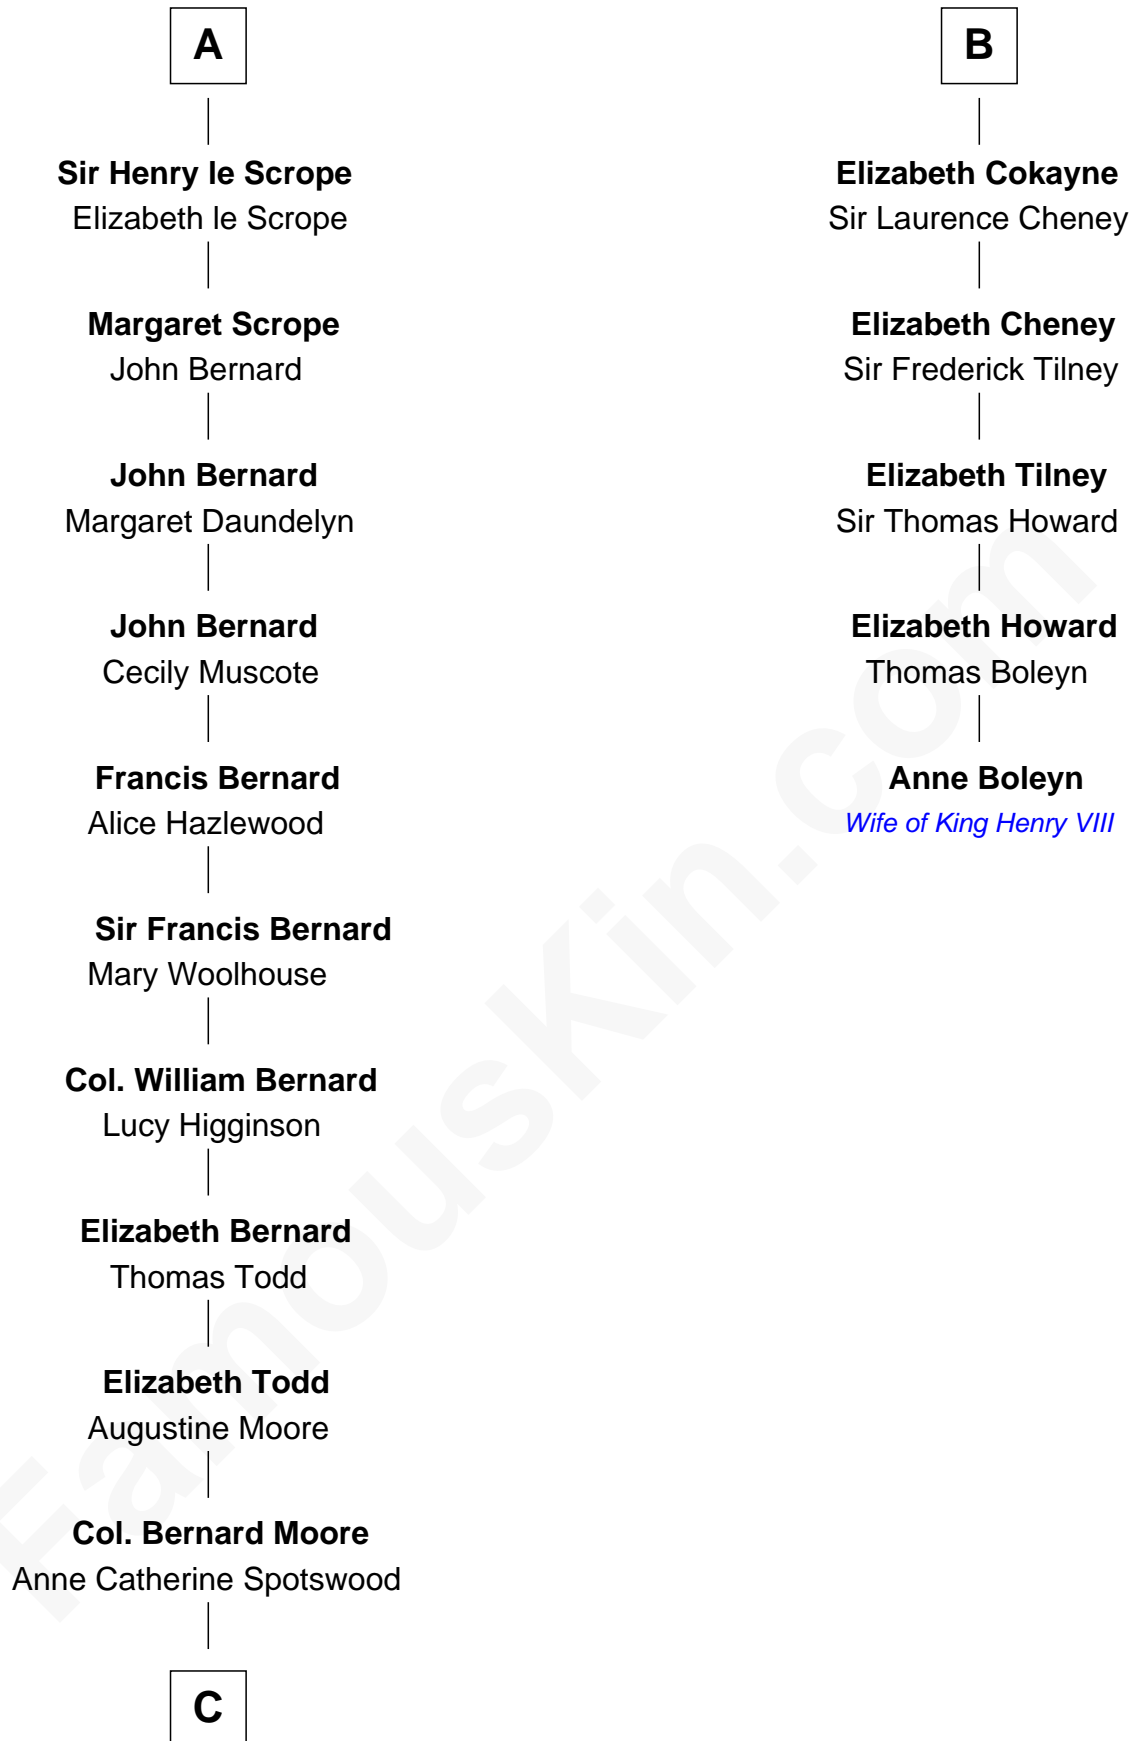 A
Sir Henry le Scrope
Elizabeth le Scrope
Margaret Scrope
John Bernard
John Bernard
Margaret Daundelyn
John Bernard
Cecily Muscote
Francis Bernard
Alice Hazlewood
Sir Francis Bernard
Mary Woolhouse
Col. William Bernard
Lucy Higginson
Elizabeth Bernard
Thomas Todd
Elizabeth Todd
Augustine Moore
Col. Bernard Moore
Anne Catherine Spotswood
C
B
Elizabeth Cokayne
Sir Laurence Cheney
Elizabeth Cheney
Sir Frederick Tilney
Elizabeth Tilney
Sir Thomas Howard
Elizabeth Howard
Thomas Boleyn
Anne Boleyn
Wife of King Henry VIII
FamousKin.com